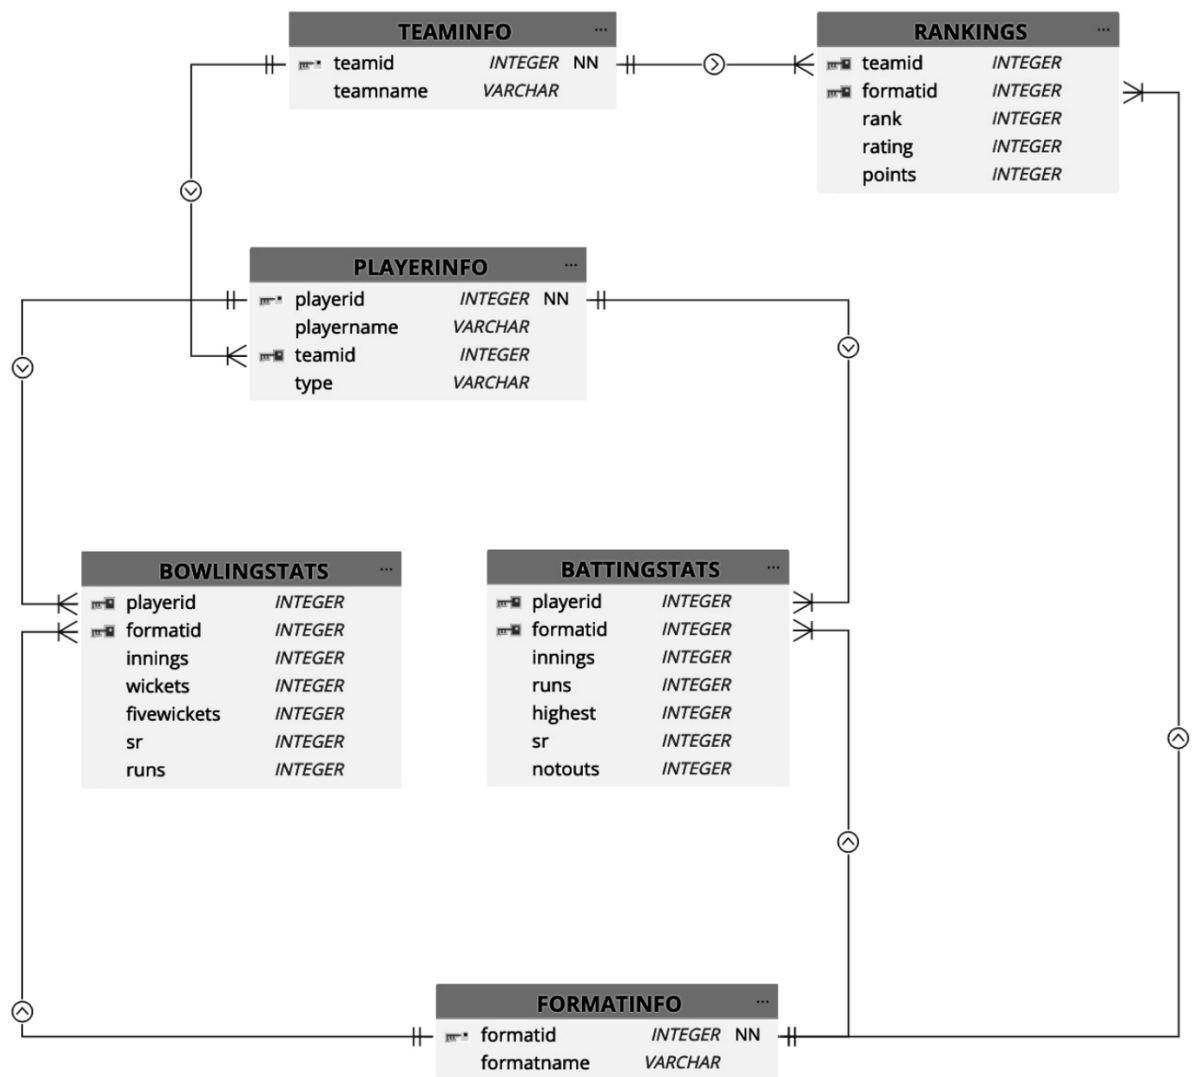 TEAMINFO ...
teamid INTEGER NN
teamname VARCHAR
RANKINGS ...
teamid INTEGER
formatid INTEGER
rank INTEGER
rating INTEGER
points INTEGER
PLAYERINFO ...
playerid INTEGER NN
playername VARCHAR
teamid INTEGER
type VARCHAR
BOWLINGSTATS ...
playerid INTEGER
formatid INTEGER
innings INTEGER
wickets INTEGER
fivewickets INTEGER
sr INTEGER
runs INTEGER
BATTINGSTATS ...
playerid INTEGER
formatid INTEGER
innings INTEGER
runs INTEGER
highest INTEGER
sr INTEGER
notouts INTEGER
FORMATINFO ...
formatid INTEGER NN
formatname VARCHAR